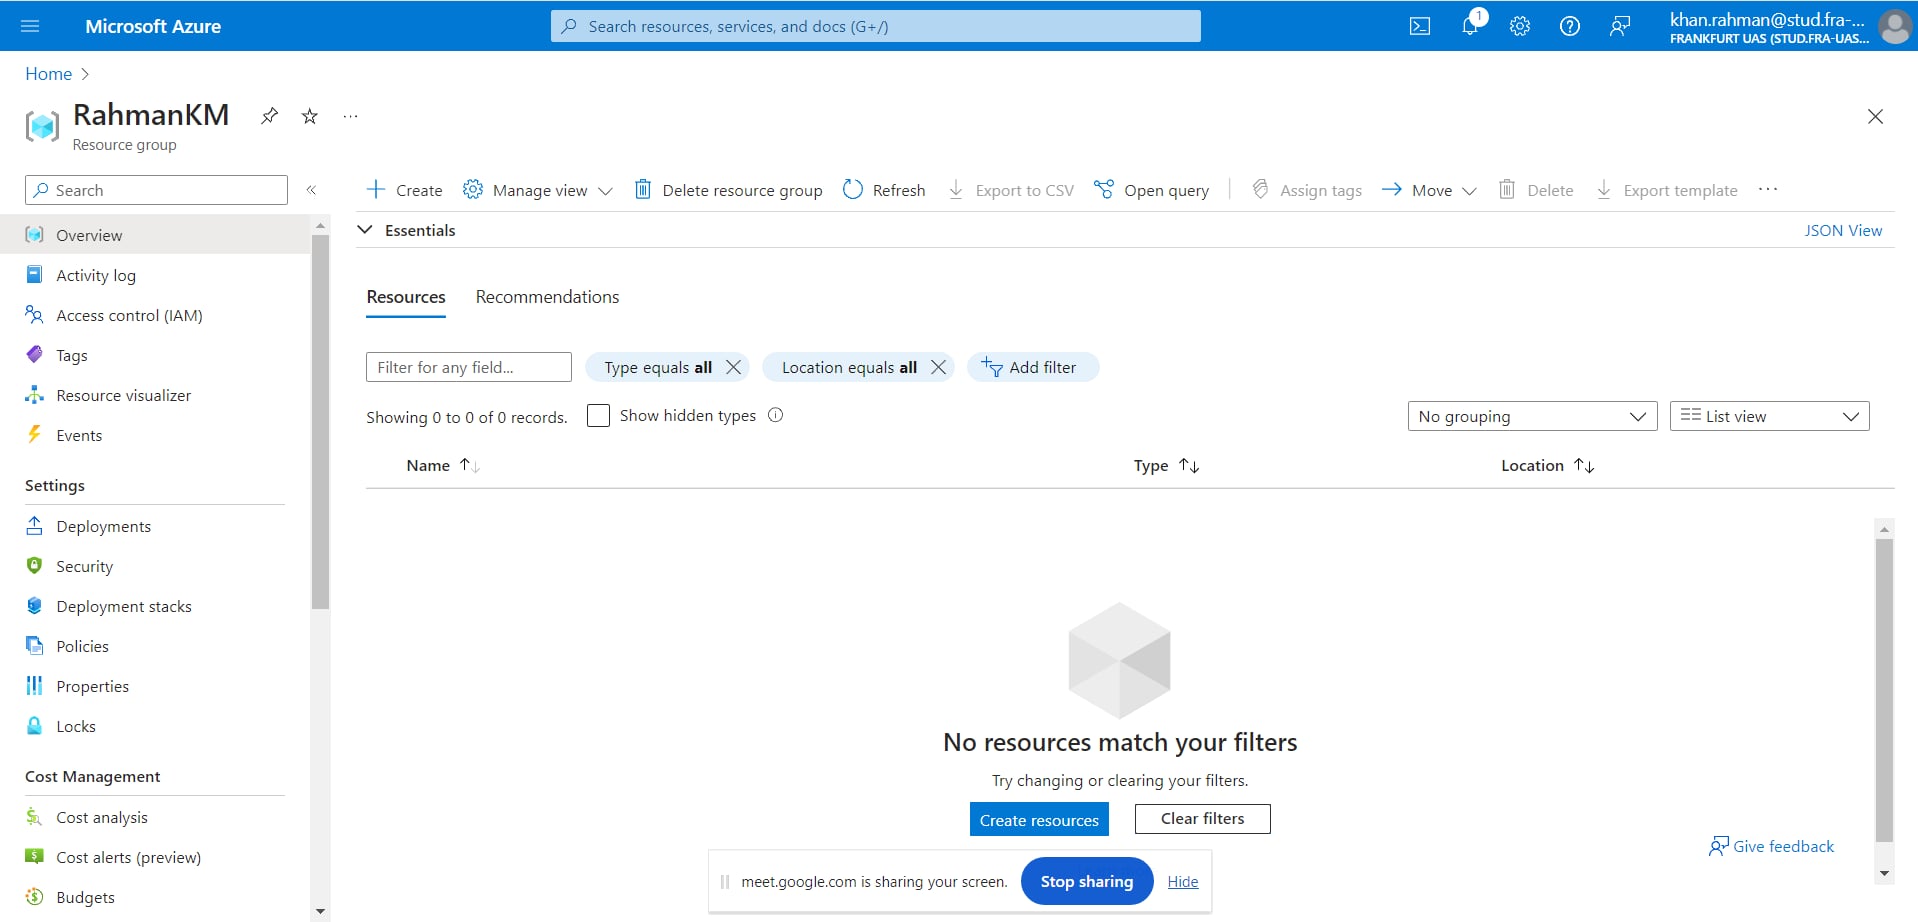 Microsoft Azure
Search resources, services, and docs (G+/)
1
khan.rahman@stud.fra-...
FRANKFURT UAS (STUD.FRA-UAS...
Home
RahmanKM
...
Resource group
Search
«
Create
Manage view
Delete resource group
Refresh
Export to CSV
Open query
Assign tags
Move
Delete
Export template
...
Overview
Activity log
Access control (IAM)
Tags
Resource visualizer
Events
Settings
Deployments
Security
Deployment stacks
Policies
Properties
Locks
Cost Management
Cost analysis
Cost alerts (preview)
Budgets
Essentials
JSON View
Resources
Recommendations
Filter for any field...
Type equals all
Location equals all
Add filter
Showing 0 to 0 of 0 records.
Show hidden types
No grouping
List view
Name
Type
Location
No resources match your filters
Try changing or clearing your filters.
Create resources
Clear filters
Give feedback
meet.google.com is sharing your screen.
Stop sharing
Hide